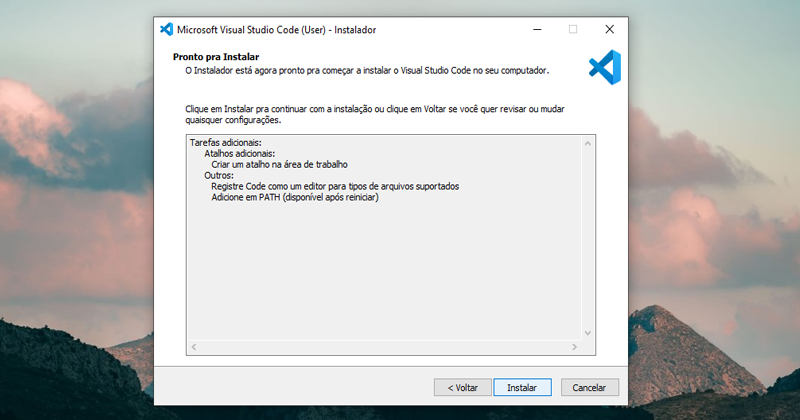 Microsoft Visual Studio Code (User) - Instalador
Pronto pra Instalar
O Instalador está agora pronto pra começar a instalar o Visual Studio Code no seu computador.
Clique em Instalar pra continuar com a instalação ou clique em Voltar se você quer revisar ou mudar
quaisquer configurações.
Tarefas adicionais:
Atalhos adicionais:
Criar um atalho na área de trabalho
Outros:
Registre Code como um editor para tipos de arquivos suportados
Adicione em PATH (disponível após reiniciar)
< Voltar
Instalar
Cancelar